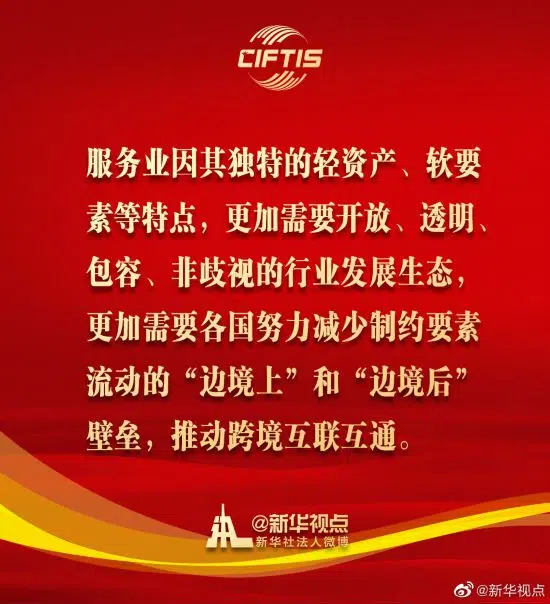 CIFTIS
服务业因其独特的轻资产、软要
素等特点，更加需要开放、透明、
包容、非歧视的行业发展生态，
更加需要各国努力减少制约要素
流动的“边境上”和“边境后”
壁垒，推动跨境互联互通。
@新华视点
新华社法人微博
@新华视点